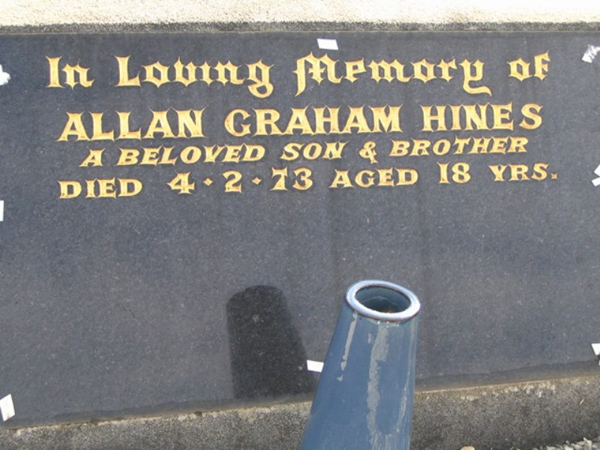 In Loving Memory of
ALLAN GRAHAM HINES
A BELOVED SON & BROTHER
DIED 4·2·73 AGED 18 YRS.